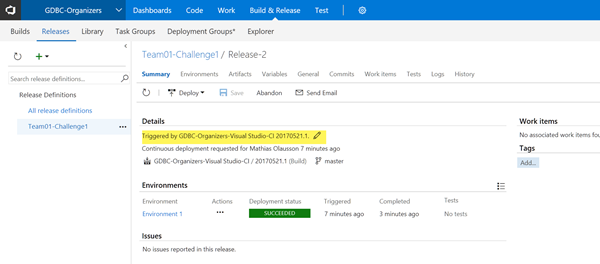 GDBC-Organizers
Dashboards
Code
Work
Build & Release
Test
Builds
Releases
Library
Task Groups
Deployment Groups*
Explorer
Search release definitions...
Release Definitions
All release definitions
Team01-Challenge1
Team01-Challenge1 / Release-2
Summary
Environments
Artifacts
Variables
General
Commits
Work items
Tests
Logs
History
Deploy
Save
Abandon
Send Email
Details
Triggered by GDBC-Organizers-Visual Studio-CI 20170521.1.
Continuous deployment requested for Mathias Olausson 7 minutes ago
GDBC-Organizers-Visual Studio-CI / 20170521.1 (Build)
master
Environments
Environment
Actions
Deployment status
Triggered
Completed
Tests
Environment 1
SUCCEEDED
7 minutes ago
3 minutes ago
No tests
Issues
No issues reported in this release.
Work items
No associated work items fou
Tags
Add...